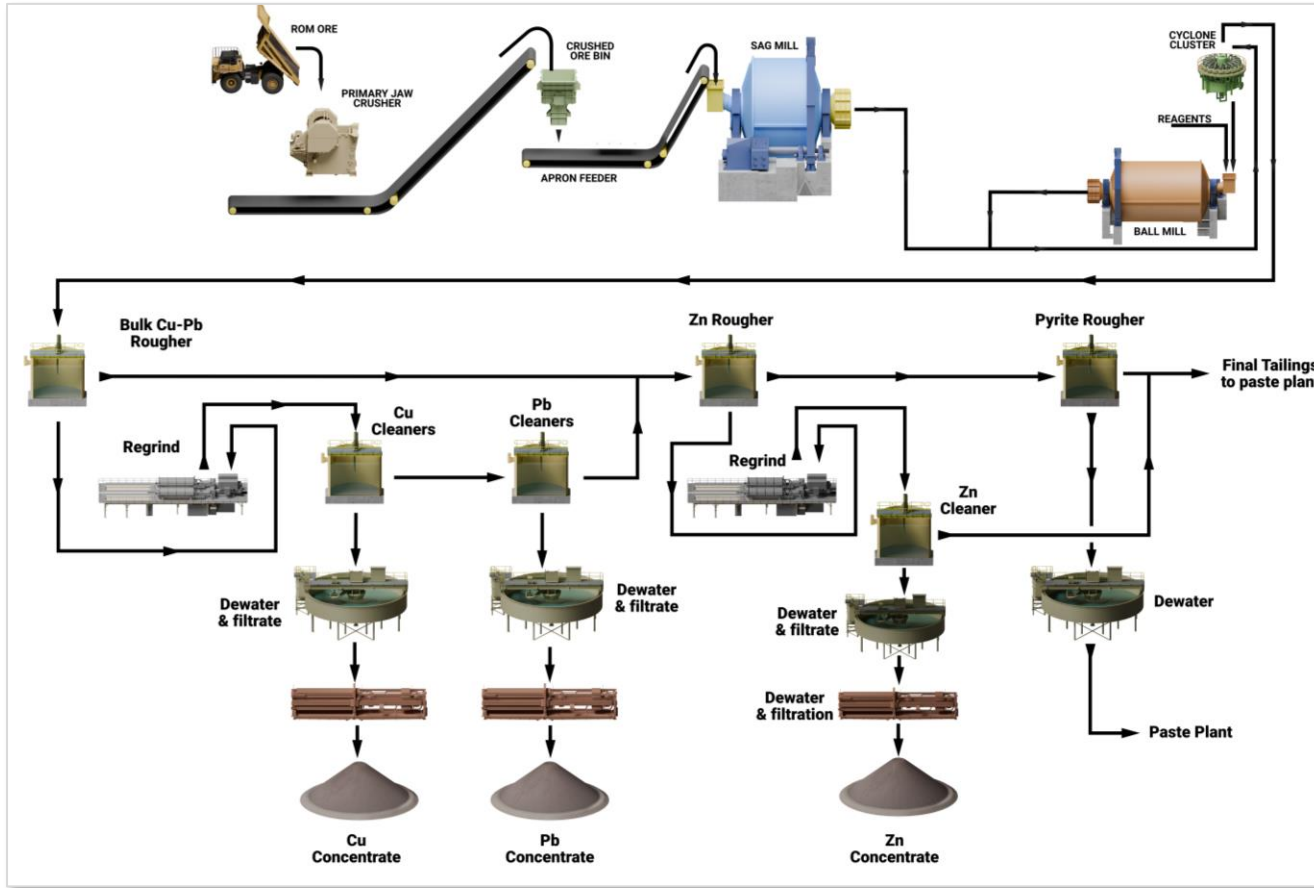 ROM ORE
PRIMARY JAW
CRUSHER
CRUSHED
ORE BIN
APRON FEEDER
SAG MILL
CYCLONE
CLUSTER
REAGENTS
BALL MILL
Bulk Cu-Pb
Rougher
Zn Rougher
Pyrite Rougher
Final Tailings
to paste plan
Regrind
Cu
Cleaners
Pb
Cleaners
Regrind
Zn
Cleaner
Dewater
& filtrate
Dewater
& filtrate
Dewater
& filtrate
Dewater
Dewater
& filtration
Paste Plant
Cu
Concentrate
Pb
Concentrate
Zn
Concentrate